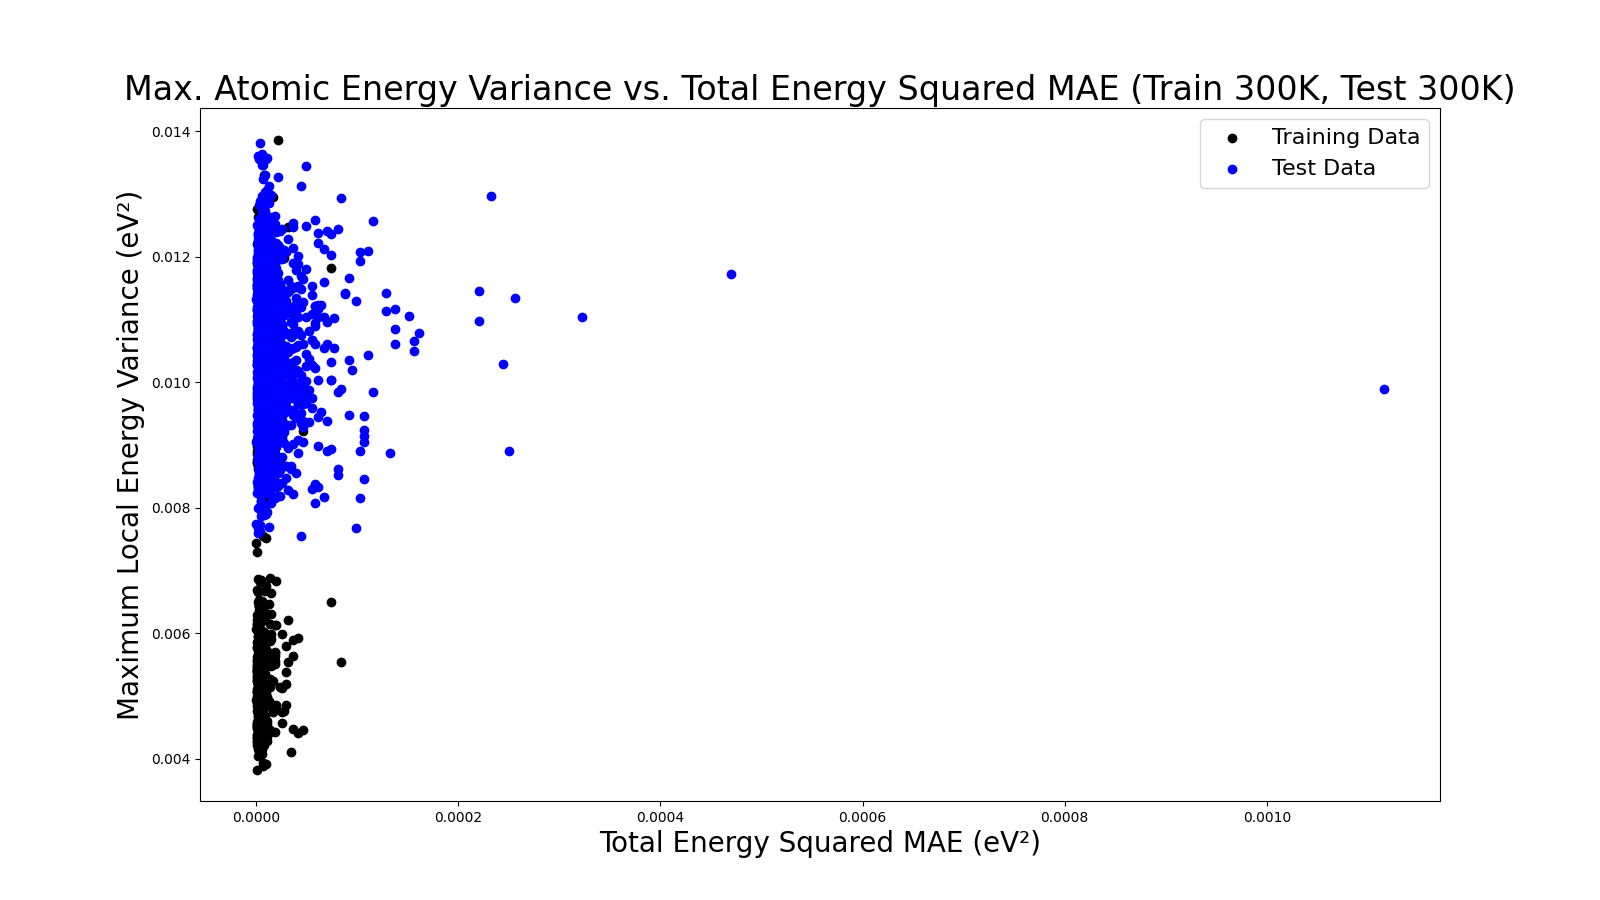 Max. Atomic Energy Variance vs. Total Energy Squared MAE (Train 300K, Test 300K)
Training Data
Test Data
Maximum Local Energy Variance (eV²)
0.014
0.012
0.010
0.008
0.006
0.004
0.0000 0.0002 0.0004 0.0006 0.0008 0.0010
Total Energy Squared MAE (eV²)